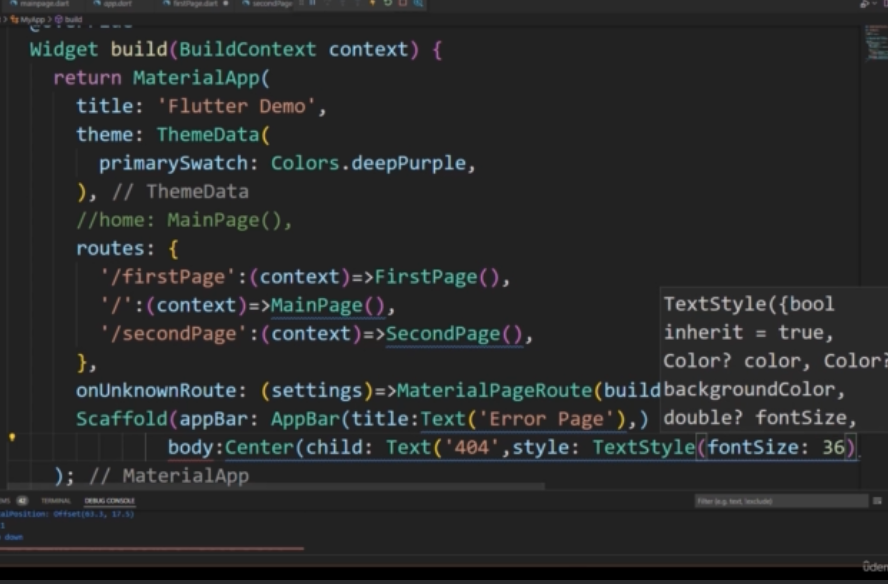 mainpage.dart app.dart firstPage.dart secondPage
MyApp > build
@override
Widget build(BuildContext context) {
return MaterialApp(
title: 'Flutter Demo',
theme: ThemeData(
primarySwatch: Colors.deepPurple,
), // ThemeData
//home: MainPage(),
routes: {
'/firstPage':(context)=>FirstPage(),
'/':(context)=>MainPage(),
'/secondPage':(context)=>SecondPage(),
},
onUnknownRoute: (settings)=>MaterialPageRoute(build
Scaffold(appBar: AppBar(title:Text('Error Page'),)
body:Center(child: Text('404',style: TextStyle(fontSize: 36)
); // MaterialApp
TextStyle({bool
inherit = true,
Color? color, Color?
backgroundColor,
double? fontSize,
42 TERMINAL DEBUG CONSOLE
Filter (e.g. text, !exclude)
alPosition: Offset(63.3, 17.5)
1
down